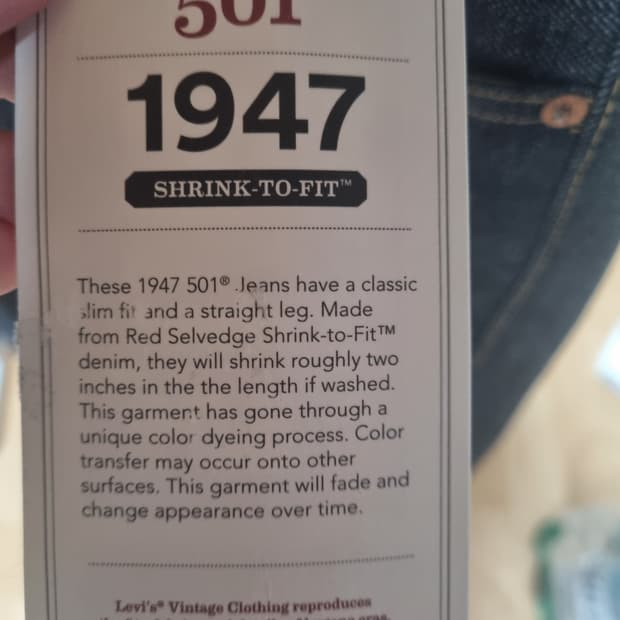 501
1947
SHRINK-TO-FIT™
These 1947 501® Jeans have a classic
slim fit and a straight leg. Made
from Red Selvedge Shrink-to-Fit™
denim, they will shrink roughly two
inches in the the length if washed.
This garment has gone through a
unique color dyeing process. Color
transfer may occur onto other
surfaces. This garment will fade and
change appearance over time.
Levi's® Vintage Clothing reproduces